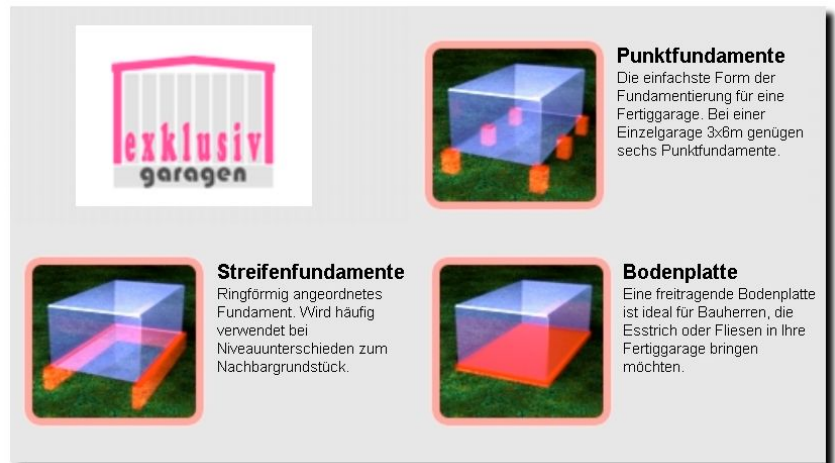 exklusiv
garagen
Punktfundamente
Die einfachste Form der
Fundamentierung für eine
Fertiggarage. Bei einer
Einzelgarage 3x6m genügen
sechs Punktfundamente.
Streifenfundamente
Ringförmig angeordnetes
Fundament. Wird häufig
verwendet bei
Niveauunterschieden zum
Nachbargrundstück.
Bodenplatte
Eine freitragende Bodenplatte
ist ideal für Bauherren, die
Esstrich oder Fliesen in Ihre
Fertiggarage bringen
möchten.